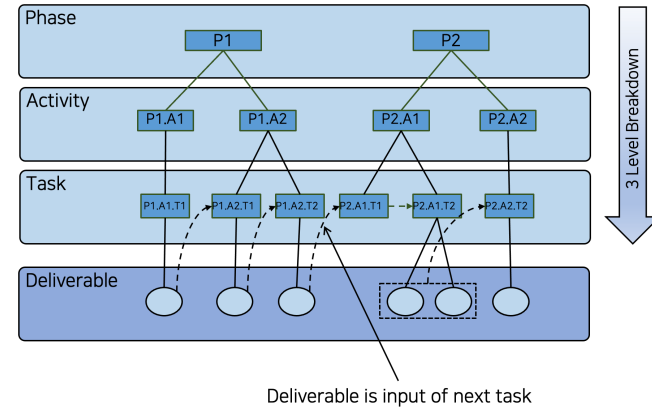 Phase
P1
P2
Activity
P1.A1
P1.A2
P2.A1
P2.A2
Task
P1.A1.T1
P1.A2.T1
P1.A2.T2
P2.A1.T1
P2.A1.T2
P2.A2.T2
Deliverable
Deliverable is input of next task
3 Level Breakdown